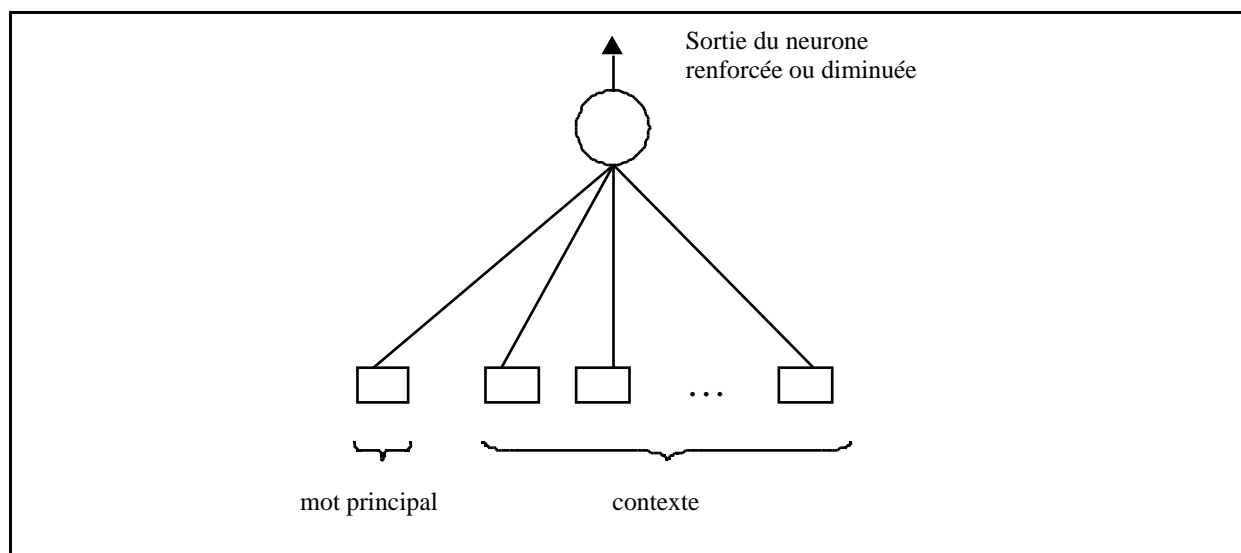 Sortie du neurone
renforcée ou diminuée
...
mot principal
contexte